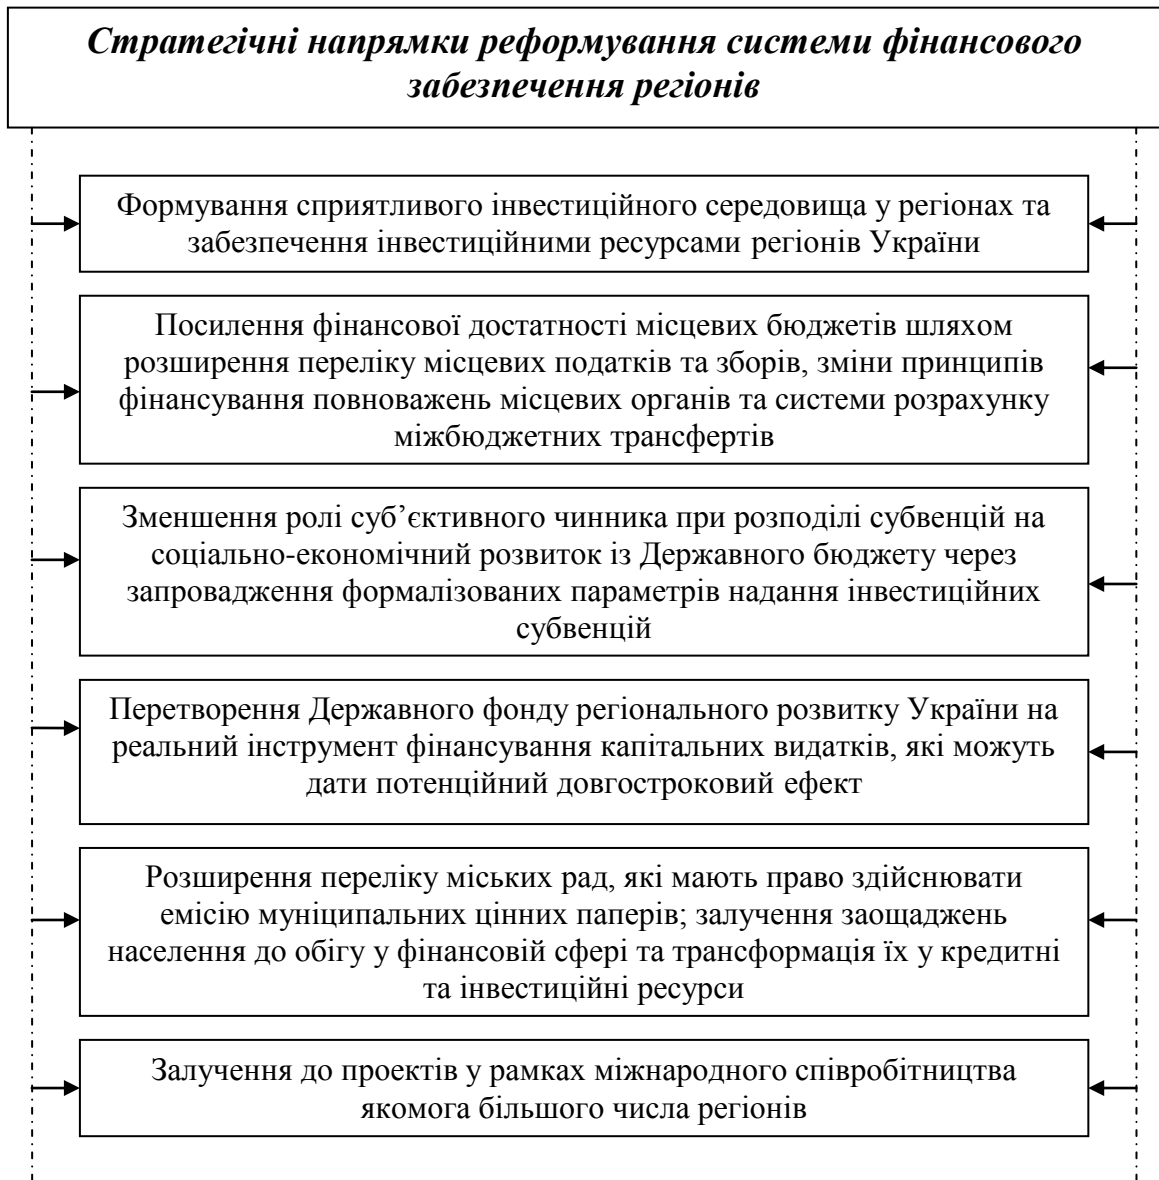 Стратегічні напрямки реформування системи фінансового
забезпечення регіонів
Формування сприятливого інвестиційного середовища у регіонах та
забезпечення інвестиційними ресурсами регіонів України
Посилення фінансової достатності місцевих бюджетів шляхом
розширення переліку місцевих податків та зборів, зміни принципів
фінансування повноважень місцевих органів та системи розрахунку
міжбюджетних трансфертів
Зменшення ролі суб’єктивного чинника при розподілі субвенцій на
соціально-економічний розвиток із Державного бюджету через
запровадження формалізованих параметрів надання інвестиційних
субвенцій
Перетворення Державного фонду регіонального розвитку України на
реальний інструмент фінансування капітальних видатків, які можуть
дати потенційний довгостроковий ефект
Розширення переліку міських рад, які мають право здійснювати
емісію муніципальних цінних паперів; залучення заощаджень
населення до обігу у фінансовій сфері та трансформація їх у кредитні
та інвестиційні ресурси
Залучення до проектів у рамках міжнародного співробітництва
якомога більшого числа регіонів